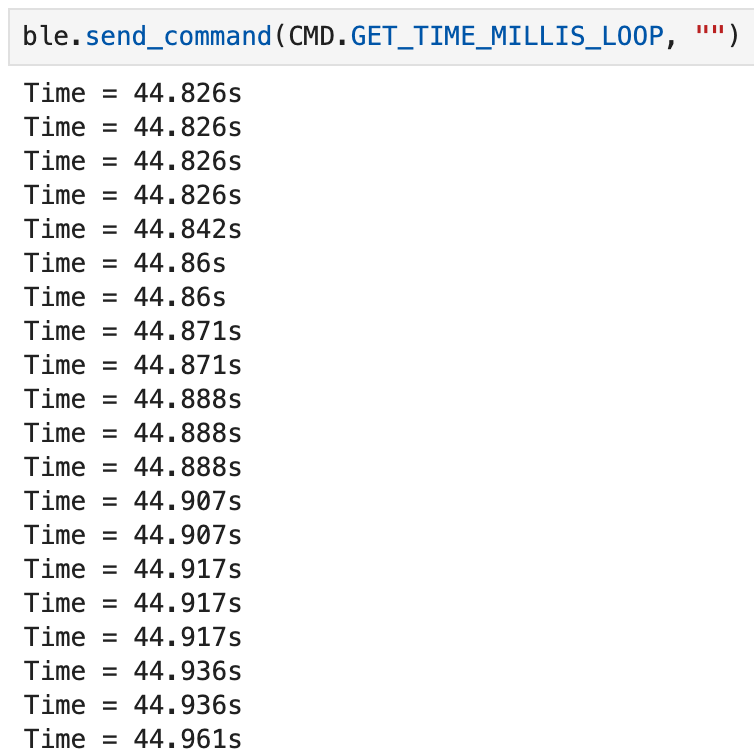 ble.send_command(CMD.GET_TIME_MILLIS_LOOP, "")
Time = 44.826s
Time = 44.826s
Time = 44.826s
Time = 44.826s
Time = 44.842s
Time = 44.86s
Time = 44.86s
Time = 44.871s
Time = 44.871s
Time = 44.888s
Time = 44.888s
Time = 44.888s
Time = 44.907s
Time = 44.907s
Time = 44.917s
Time = 44.917s
Time = 44.917s
Time = 44.936s
Time = 44.936s
Time = 44.961s